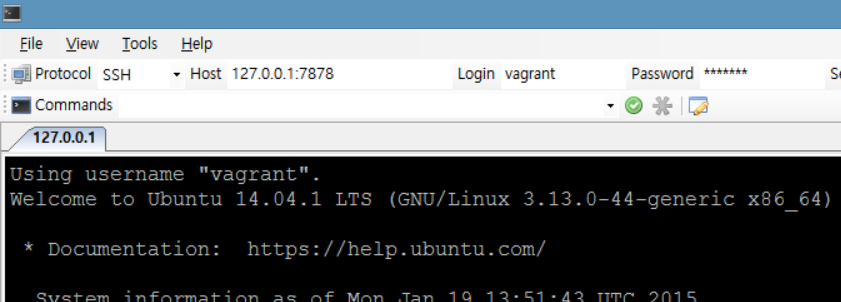 File View Tools Help
Protocol SSH Host 127.0.0.1:7878 Login vagrant Password *******
Commands
127.0.0.1
Using username "vagrant".
Welcome to Ubuntu 14.04.1 LTS (GNU/Linux 3.13.0-44-generic x86_64)
* Documentation: https://help.ubuntu.com/
System information as of Mon Jan 19 13:51:43 UTC 2015